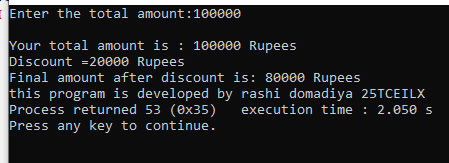 Enter the total amount:100000
Your total amount is : 100000 Rupees
Discount =20000 Rupees
Final amount after discount is: 80000 Rupees
this program is developed by rashi domadiya 25TCEILX
Process returned 53 (0x35)   execution time : 2.050 s
Press any key to continue.